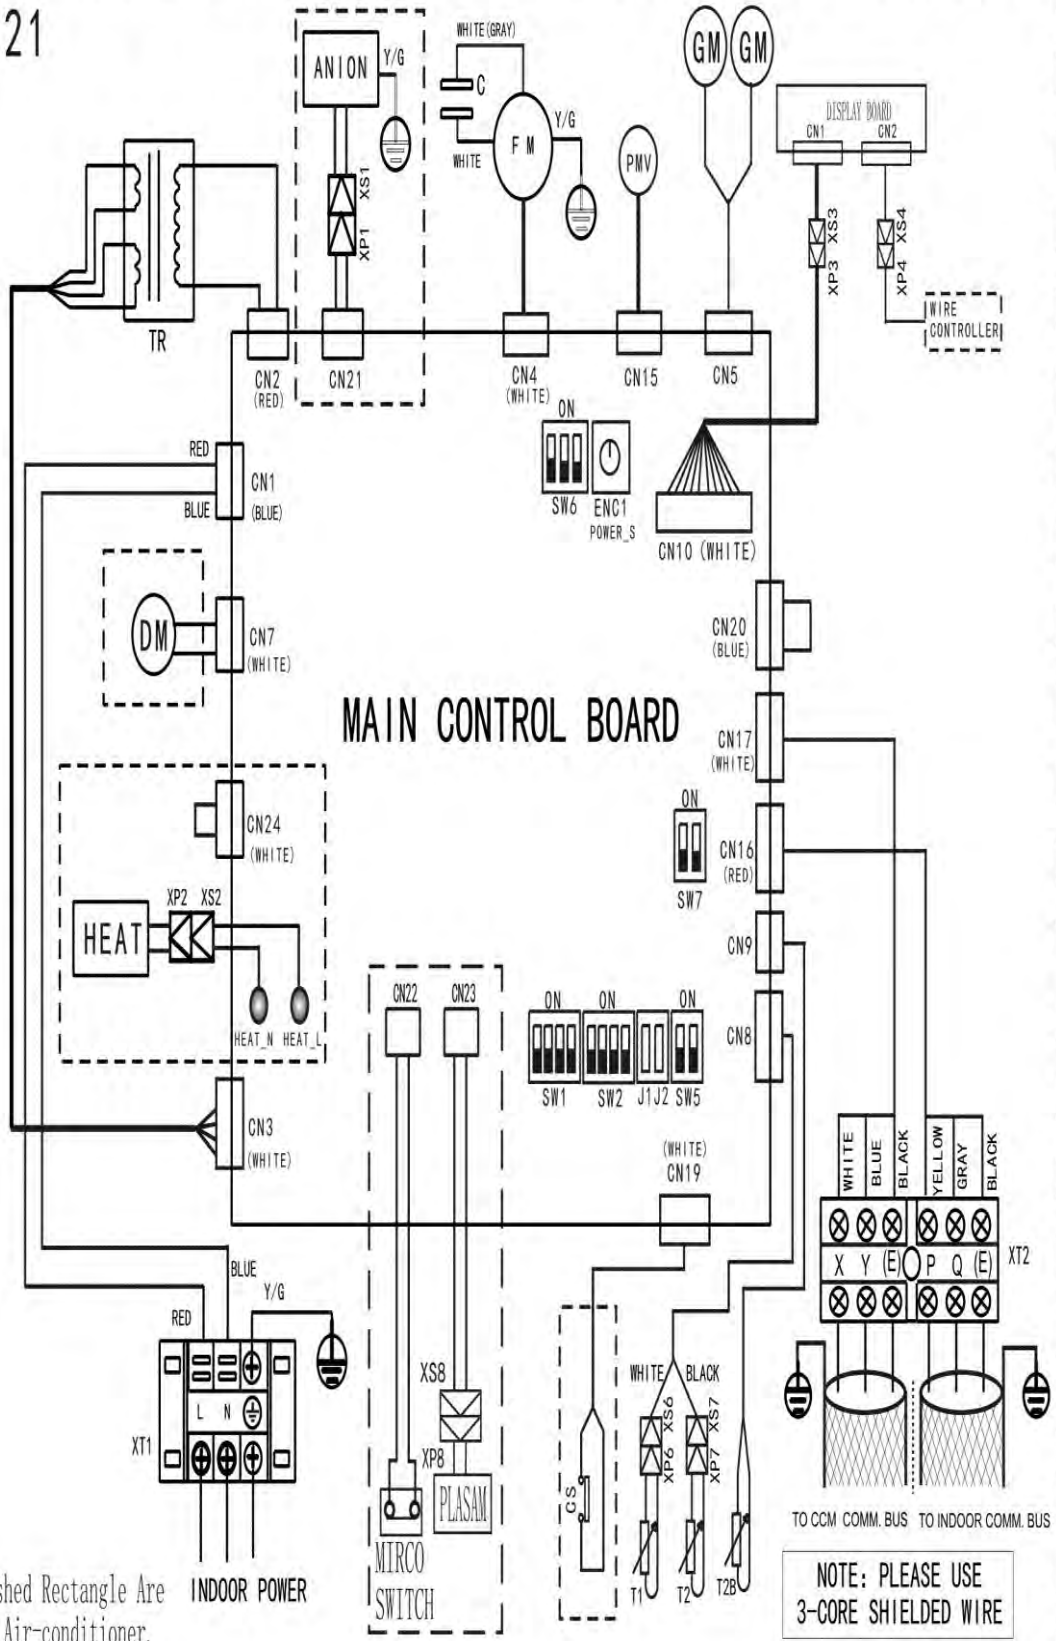 21
WHITE(GRAY)
ANION
Y/G
C
FM
Y/G
WHITE
GM
GM
PMV
DISPLAY BOARD
CN1
CN2
XS1
XP1
XS3
XP3
XS4
XP4
WIRE
CONTROLLER
TR
CN2
(RED)
CN21
CN4
(WHITE)
CN15
CN5
RED
CN1
(BLUE)
BLUE
ON
SW6
ENC1
POWER_S
CN10 (WHITE)
DM
CN7
(WHITE)
CN20
(BLUE)
MAIN CONTROL BOARD
CN17
(WHITE)
CN24
(WHITE)
ON
SW7
CN16
(RED)
XP2
XS2
HEAT
HEAT_N
HEAT_L
CN9
CN22
CN23
ON
ON
ON
SW1
SW2
J1J2
SW5
CN8
CN3
(WHITE)
(WHITE)
CN19
WHITE
BLUE
BLACK
YELLOW
GRAY
BLACK
X
Y
(E)
P
Q
(E)
XT2
BLUE
Y/G
RED
L
N
XT1
XS8
XP8
PLASAM
MIRCO
SWITCH
WHITE
BLACK
XS6
XP6
XS7
XP7
CS
T1
T2
T2B
TO CCM COMM. BUS
TO INDOOR COMM. BUS
NOTE: PLEASE USE
3-CORE SHIELDED WIRE
shed Rectangle Are
INDOOR POWER
Air-conditioner.